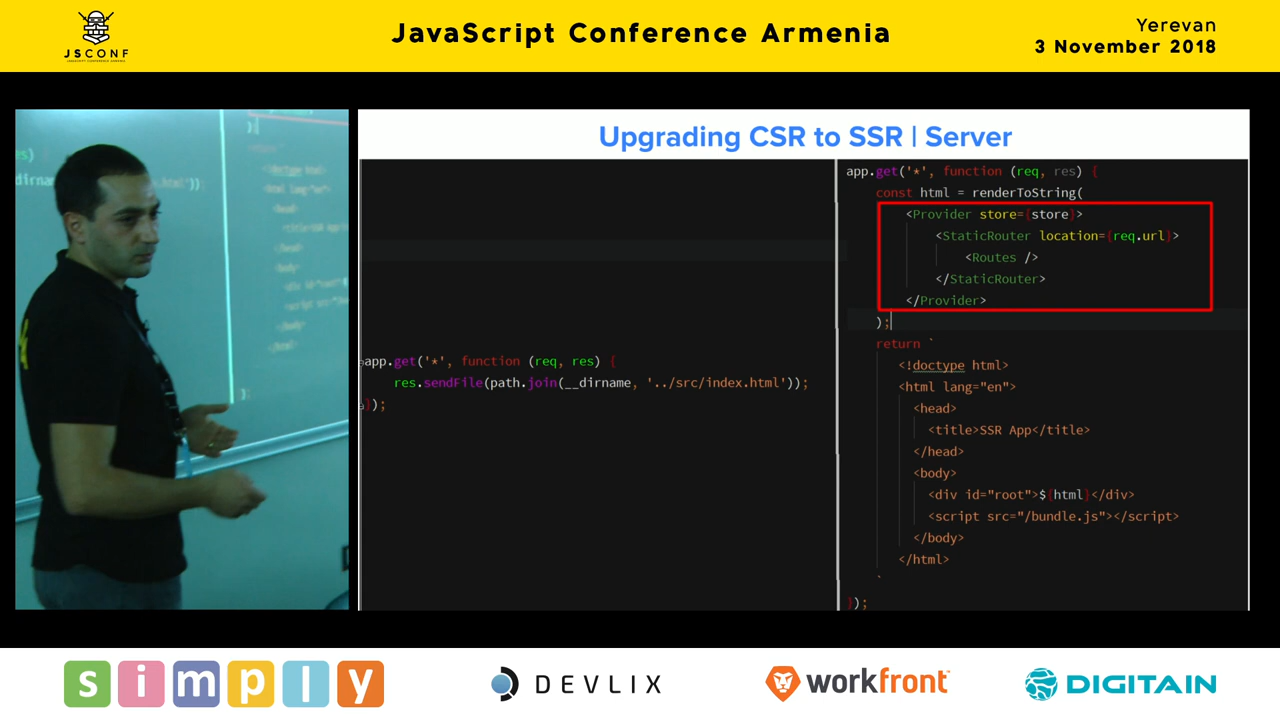 JSCONF
JAVASCRIPT CONFERENCE ARMENIA
JavaScript Conference Armenia
Yerevan
3 November 2018
Upgrading CSR to SSR | Server
app.get('*', function (req, res) {
res.sendFile(path.join(__dirname, '../src/index.html'));
});
app.get('*', function (req, res) {
const html = renderToString(
<Provider store={store}>
<StaticRouter location={req.url}>
<Routes />
</StaticRouter>
</Provider>
);
return `
<!doctype html>
<html lang="en">
<head>
<title>SSR App</title>
</head>
<body>
<div id="root">${html}</div>
<script src="/bundle.js"></script>
</body>
</html>
`
});
simply
DEVLIX
workfront
DIGITAIN